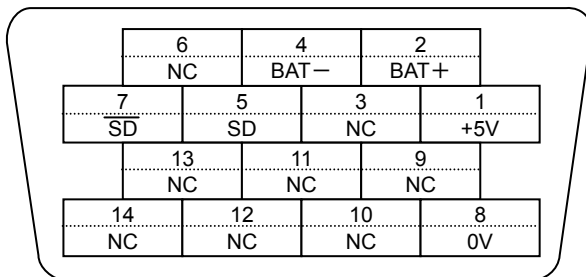 6 4 2
NC BAT− BAT+
7 5 3 1
S̅D̅ SD NC +5V
13 11 9
NC NC NC
14 12 10 8
NC NC NC 0V